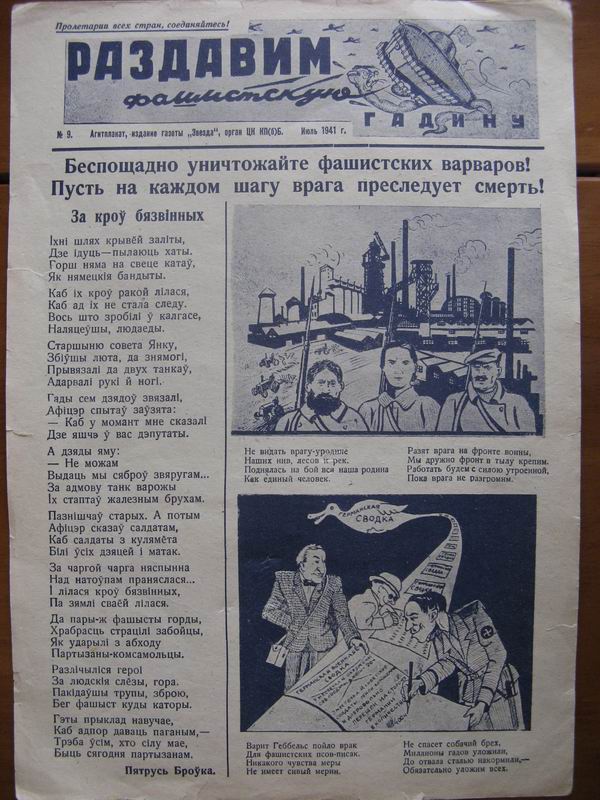 Пролетарии всех стран, соединяйтесь!
РАЗДАВИМ
фашистскую
ГАДИНУ
№ 9. Агитплакат, издание газеты „Звезда“, орган ЦК КП(б)Б. Июль 1941 г.
Беспощадно уничтожайте фашистских варваров!
Пусть на каждом шагу врага преследует смерть!
За кроў бязвінных
Іхні шлях крывёй заліты,
Дзе ідуць—пылаюць хаты.
Горш няма на свеце катаў,
Як нямецкія бандыты.
Каб іх кроў ракой лілася,
Каб ад іх не стала следу.
Вось што зробілі ў калгасе,
Наляцеўшы, людаеды.
Старшыню совета Янку,
Збіўшы люта, да знямогі,
Прывязалі да двух танкаў,
Адарвалі рукі й ногі.
Гады сем дзядоў звязалі,
Афіцэр спытаў заўзята:
— Каб у момант мне сказалі
Дзе яшчэ ў вас дэпутаты.
А дзяды яму:
— Не можам
Выдаць мы сяброў звяругам...
За адмову танк варожы
Іх стаптаў жалезным брухам.
Пазнішчаў старых. А потым
Афіцэр сказаў салдатам,
Каб салдаты з кулямёта
Білі ўсіх дзяцей і матак.
За чаргой чарга няспынна
Над натоўпам праняслася...
І лілася кроў бязвінных,
Па зямлі сваёй лілася.
Да пары-ж фашысты горды,
Храбрасць страцілі забойцы,
Як ударылі з абходу
Партызаны-комсамольцы.
Разлічыліся героі
За людскія слёзы, гора.
Пакідаўшы трупы, зброю,
Бег фашыст куды каторы.
Гэты прыклад навучае,
Каб адпор даваць паганым,—
Трэба ўсім, хто сілу мае,
Быць сягодня партызанам.
Пятрусь Броўка.
Не видать врагу-уродине
Наших нив, лесов и рек.
Поднялась на бой вся наша родина
Как единый человек.
Разят врага на фронте воины,
Мы дружно фронт в тылу крепим.
Работать будем с силою утроенной,
Пока врага не разгромим.
ГЕРМАНСКАЯ
СВОДКА
ГЕРМАНСКАЯ
СВОДКА
Варит Геббельс пойло врак
Для фашистских псов-писак.
Никакого чувства меры
Не имеет сивый мерин.
Не спасет собачий брех,
Миллионы гадов уложили,
До отвала сталью накормили,—
Обязательно уложим всех.